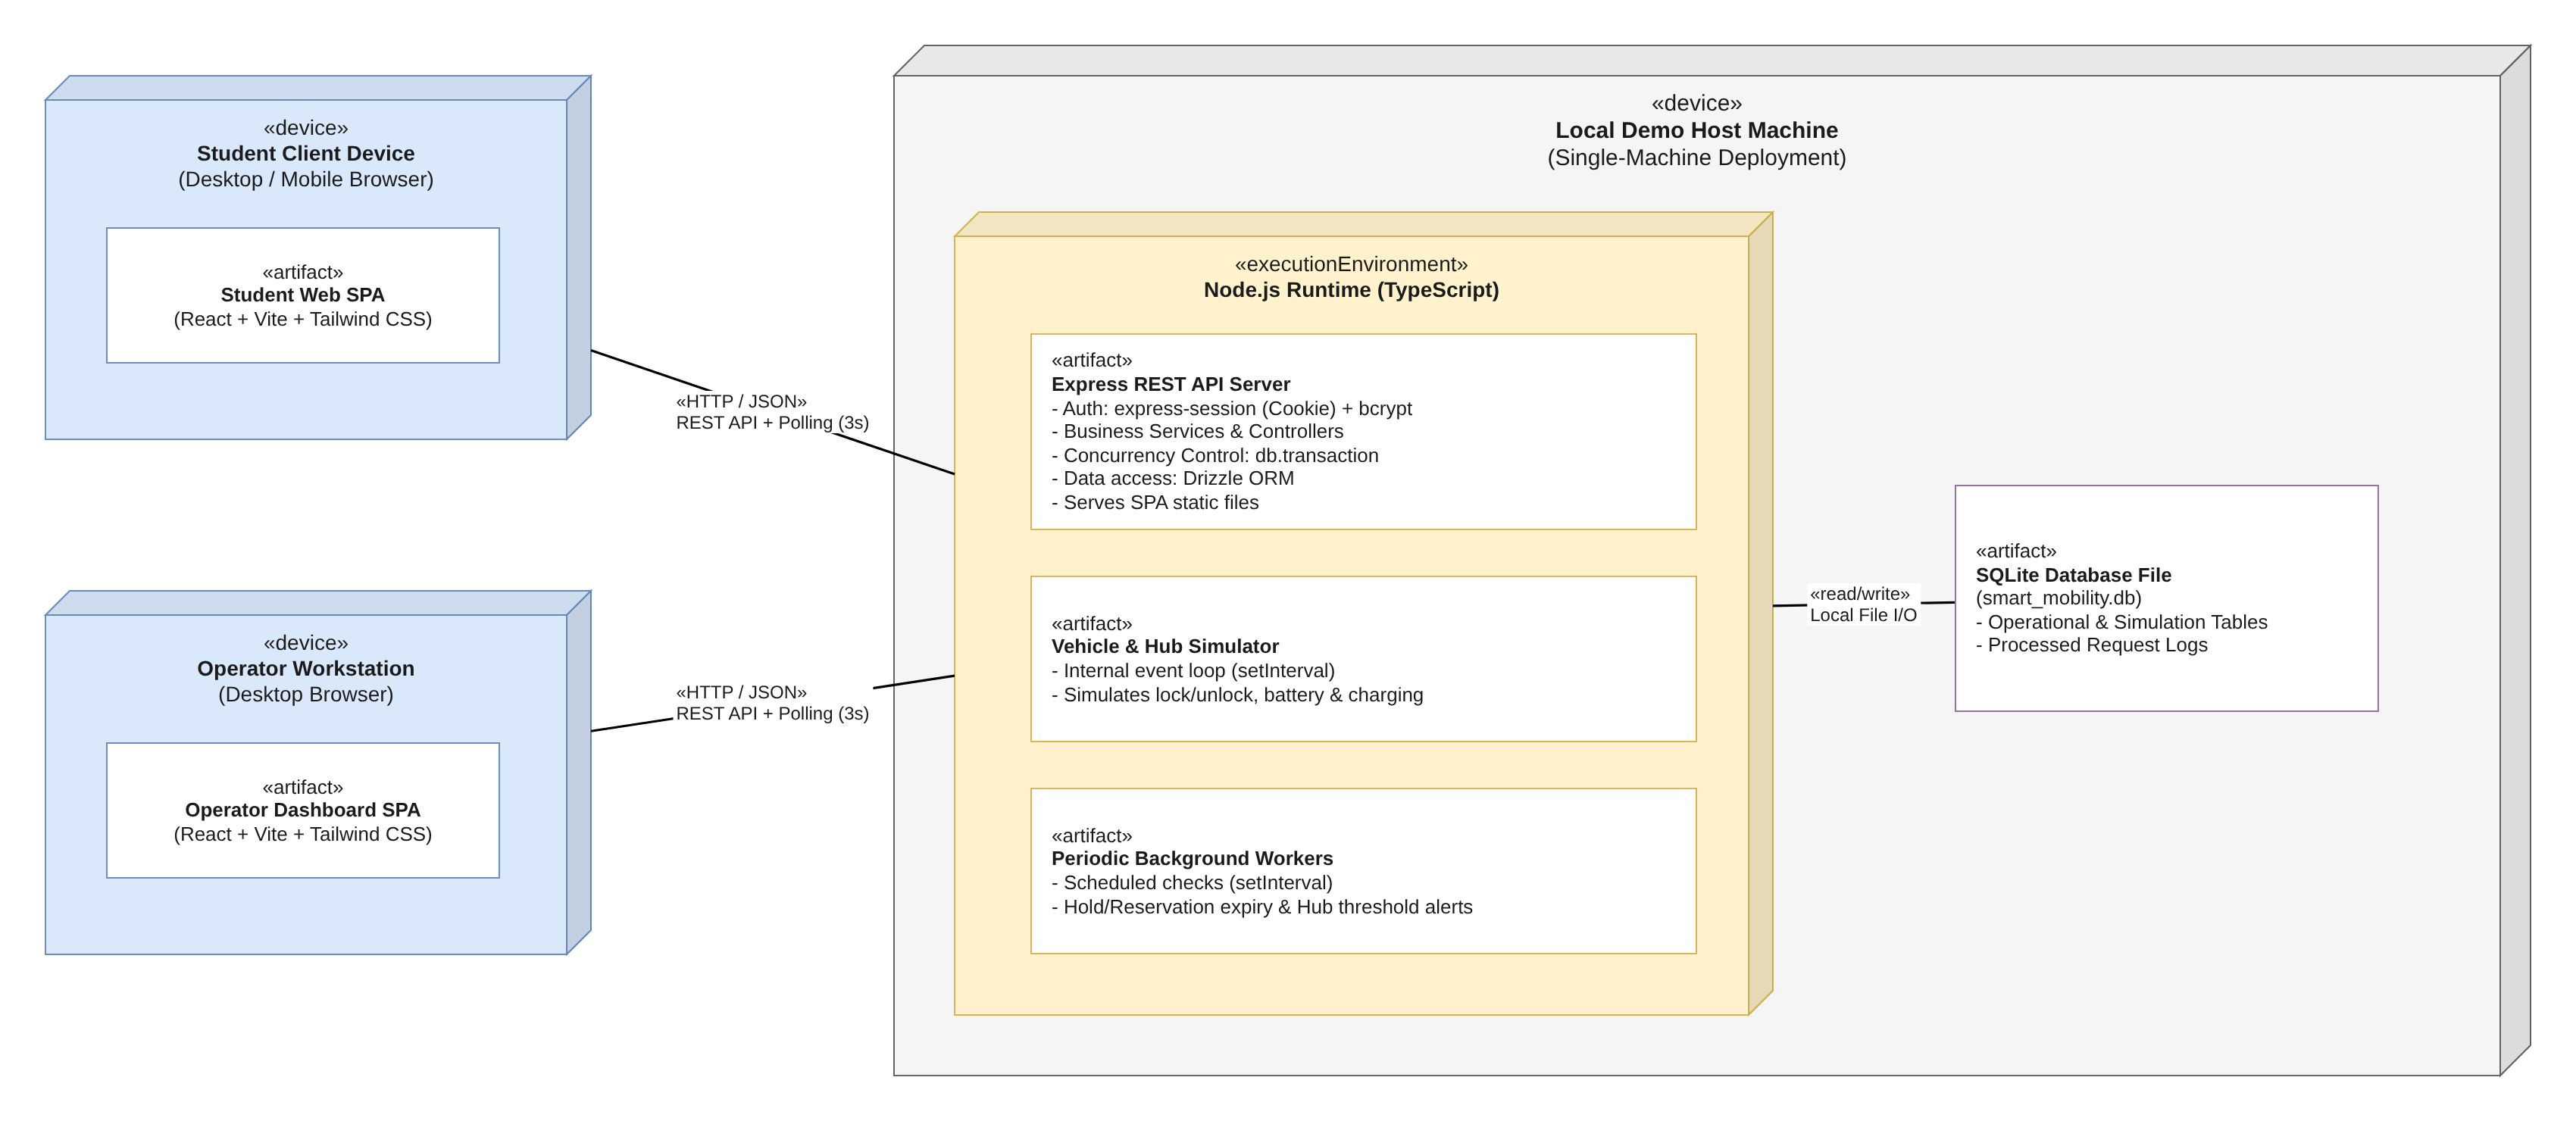 «device»
Student Client Device
(Desktop / Mobile Browser)
«artifact»
Student Web SPA
(React + Vite + Tailwind CSS)
«HTTP / JSON»
REST API + Polling (3s)
«device»
Operator Workstation
(Desktop Browser)
«artifact»
Operator Dashboard SPA
(React + Vite + Tailwind CSS)
«HTTP / JSON»
REST API + Polling (3s)
«device»
Local Demo Host Machine
(Single-Machine Deployment)
«executionEnvironment»
Node.js Runtime (TypeScript)
«artifact»
Express REST API Server
- Auth: express-session (Cookie) + bcrypt
- Business Services & Controllers
- Concurrency Control: db.transaction
- Data access: Drizzle ORM
- Serves SPA static files
«artifact»
Vehicle & Hub Simulator
- Internal event loop (setInterval)
- Simulates lock/unlock, battery & charging
«artifact»
Periodic Background Workers
- Scheduled checks (setInterval)
- Hold/Reservation expiry & Hub threshold alerts
«read/write»
Local File I/O
«artifact»
SQLite Database File
(smart_mobility.db)
- Operational & Simulation Tables
- Processed Request Logs